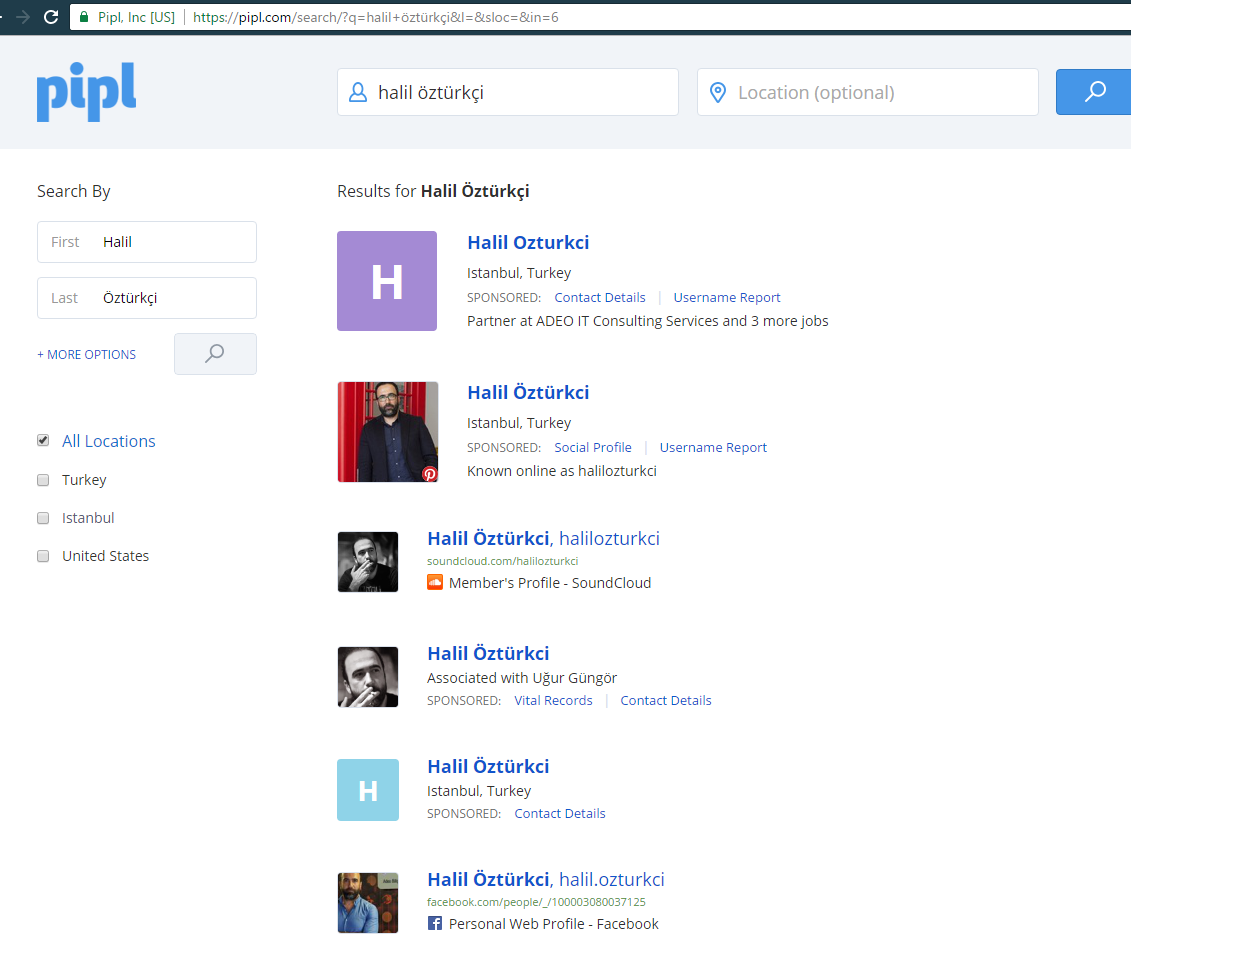 Pipl, Inc [US] | https://pipl.com/search/?q=halil+öztürkçi&l=&sloc=&in=6
pipl
halil öztürkçi
Location (optional)
Search By
First Halil
Last Öztürkçi
+ MORE OPTIONS
All Locations
Turkey
Istanbul
United States
Results for Halil Öztürkçi
H
Halil Ozturkci
Istanbul, Turkey
SPONSORED: Contact Details | Username Report
Partner at ADEO IT Consulting Services and 3 more jobs
Halil Öztürkci
Istanbul, Turkey
SPONSORED: Social Profile | Username Report
Known online as halilozturkci
Halil Öztürkci, halilozturkci
soundcloud.com/halilozturkci
Member's Profile - SoundCloud
Halil Öztürkci
Associated with Uğur Güngör
SPONSORED: Vital Records | Contact Details
H
Halil Öztürkci
Istanbul, Turkey
SPONSORED: Contact Details
Halil Öztürkci, halil.ozturkci
facebook.com/people/_/100003080037125
Personal Web Profile - Facebook